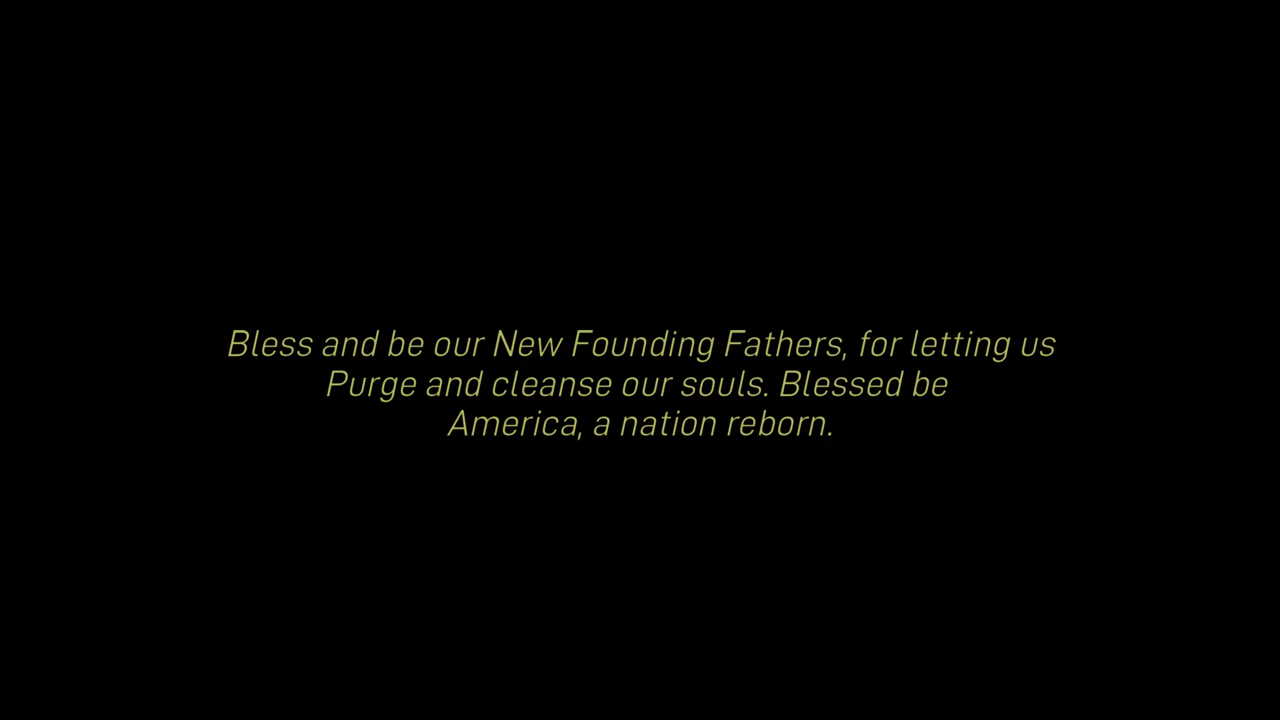 Bless and be our New Founding Fathers, for letting us
Purge and cleanse our souls. Blessed be
America, a nation reborn.